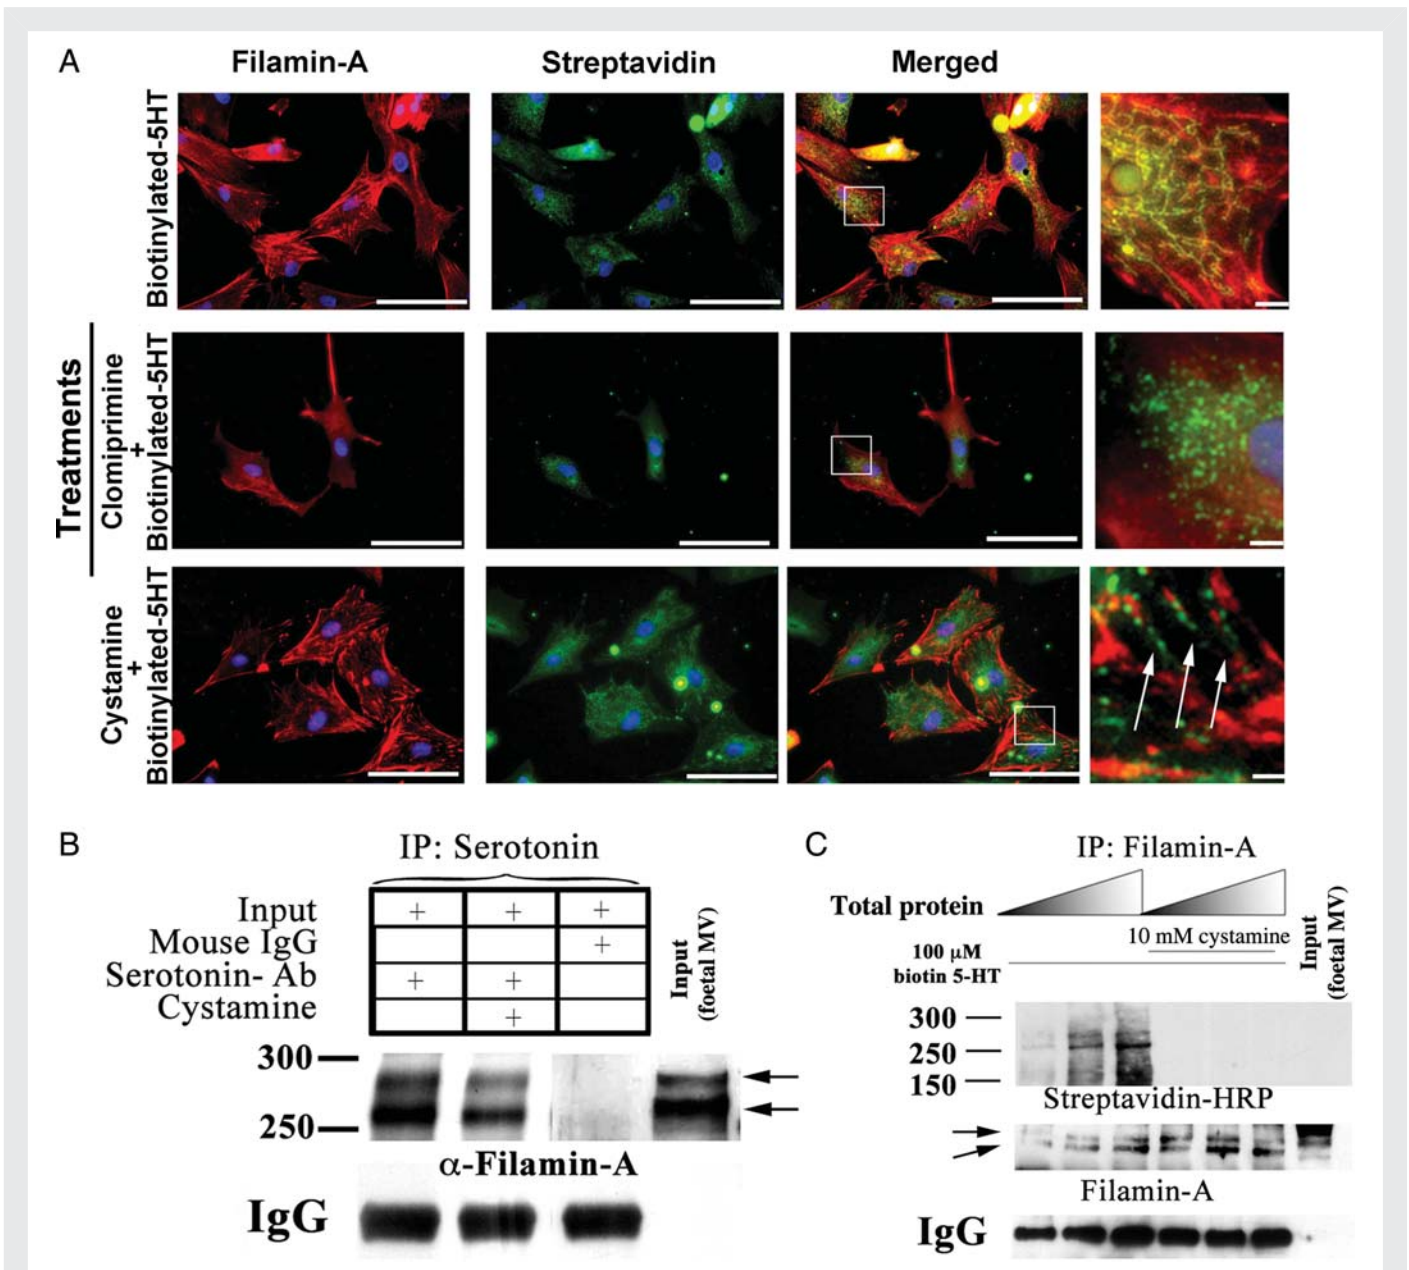 A
Filamin-A
Streptavidin
Merged
Biotinylated-5HT
Treatments
Clomiprimine
+
Biotinylated-5HT
Cystamine
+
Biotinylated-5HT
B
IP: Serotonin
Input + + +
Mouse IgG +
Serotonin- Ab + +
Cystamine +
Input
(foetal MV)
300
250
α-Filamin-A
IgG
C
IP: Filamin-A
Total protein
10 mM cystamine
100 μM
biotin 5-HT
Input
(foetal MV)
300
250
150
Streptavidin-HRP
Filamin-A
IgG